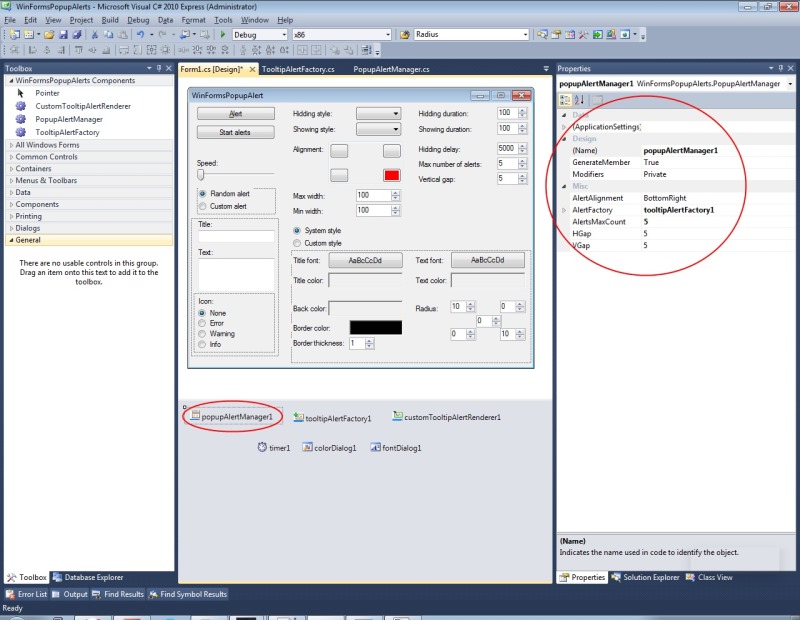 WinFormsPopupAlerts - Microsoft Visual C# 2010 Express (Administrator)
File Edit View Project Build Debug Data Format Tools Window Help
Debug x86 Radius
Toolbox
WinFormsPopupAlerts Components
Pointer
CustomTooltipAlertRenderer
PopupAlertManager
TooltipAlertFactory
All Windows Forms
Common Controls
Containers
Menus & Toolbars
Data
Components
Printing
Dialogs
General
There are no usable controls in this group.
Drag an item onto this text to add it to the
toolbox.
Toolbox Database Explorer
Form1.cs [Design]* TooltipAlertFactory.cs PopupAlertManager.cs
WinFormsPopupAlert
Alert
Start alerts
Speed:
Random alert
Custom alert
Title:
Text:
Icon:
None
Error
Warning
Info
Hidding style:
Showing style:
Alignment:
Max width: 100
Min width: 100
System style
Custom style
Hidding duration: 100
Showing duration: 100
Hidding delay: 5000
Max number of alerts: 5
Vertical gap: 5
Title font: AaBbCcDd Text font: AaBbCcDd
Title color: Text color:
Back color: Radius: 10 0
0
0 10
Border color:
Border thickness: 1
popupAlertManager1 tooltipAlertFactory1 customTooltipAlertRenderer1
timer1 colorDialog1 fontDialog1
Properties
popupAlertManager1 WinFormsPopupAlerts.PopupAlertManager
Data
(ApplicationSettings)
Design
(Name) popupAlertManager1
GenerateMember True
Modifiers Private
Misc
AlertAlignment BottomRight
AlertFactory tooltipAlertFactory1
AlertsMaxCount 5
HGap 5
VGap 5
(Name)
Indicates the name used in code to identify the object.
Properties Solution Explorer Class View
Error List Output Find Results Find Symbol Results
Ready